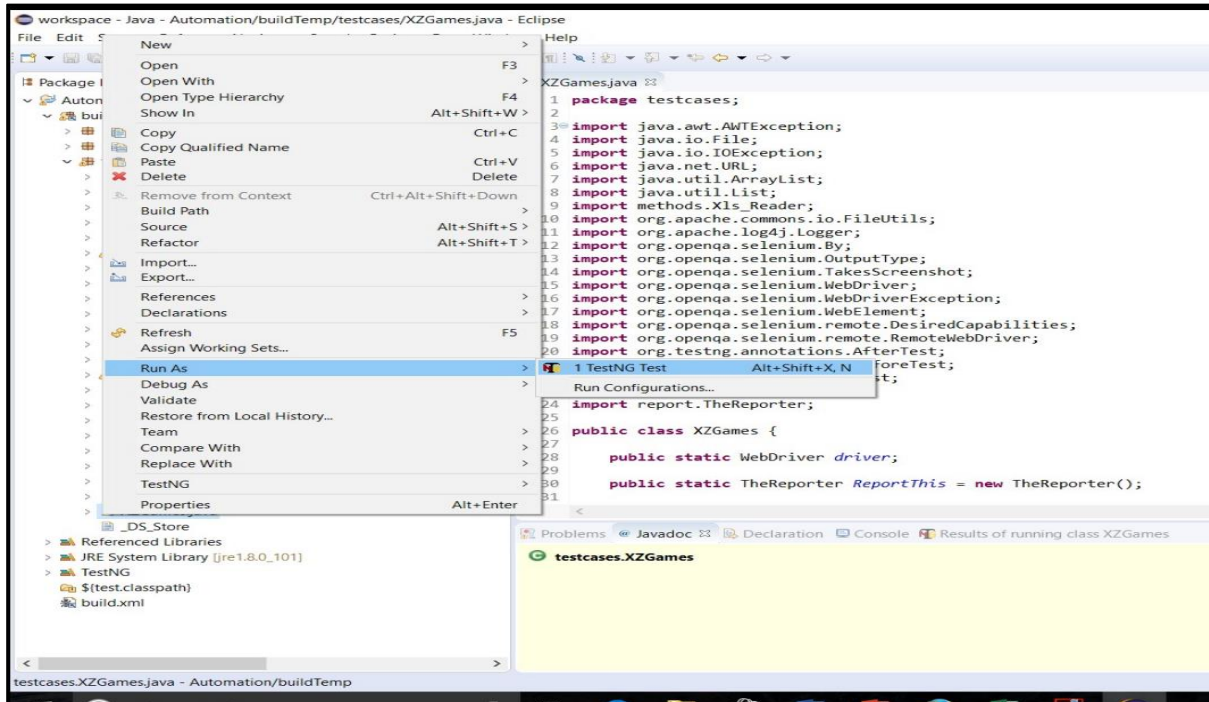 workspace - Java - Automation/buildTemp/testcases/XZGames.java - Eclipse
File Edit Help
Package
Auton
bui
New >
Open F3
Open With >
Open Type Hierarchy F4
Show In Alt+Shift+W >
Copy Ctrl+C
Copy Qualified Name
Paste Ctrl+V
Delete Delete
Remove from Context Ctrl+Alt+Shift+Down
Build Path >
Source Alt+Shift+S >
Refactor Alt+Shift+T >
Import...
Export...
References >
Declarations >
Refresh F5
Assign Working Sets...
Run As >
Debug As >
Validate
Restore from Local History...
Team >
Compare With >
Replace With >
TestNG >
Properties Alt+Enter
1 TestNG Test Alt+Shift+X, N
Run Configurations...
_DS_Store
Referenced Libraries
JRE System Library [jre1.8.0_101]
TestNG
${test.classpath}
build.xml
XZGames.java
1 package testcases;
2
3 import java.awt.AWTException;
4 import java.io.File;
5 import java.io.IOException;
6 import java.net.URL;
7 import java.util.ArrayList;
8 import java.util.List;
9 import methods.Xls_Reader;
10 import org.apache.commons.io.FileUtils;
11 import org.apache.log4j.Logger;
12 import org.openqa.selenium.By;
13 import org.openqa.selenium.OutputType;
14 import org.openqa.selenium.TakesScreenshot;
15 import org.openqa.selenium.WebDriver;
16 import org.openqa.selenium.WebDriverException;
17 import org.openqa.selenium.WebElement;
18 import org.openqa.selenium.remote.DesiredCapabilities;
19 import org.openqa.selenium.remote.RemoteWebDriver;
20 import org.testng.annotations.AfterTest;
foreTest;
st;
24 import report.TheReporter;
25
26 public class XZGames {
27
28 public static WebDriver driver;
29
30 public static TheReporter ReportThis = new TheReporter();
31
Problems Javadoc Declaration Console Results of running class XZGames
testcases.XZGames
testcases.XZGames.java - Automation/buildTemp